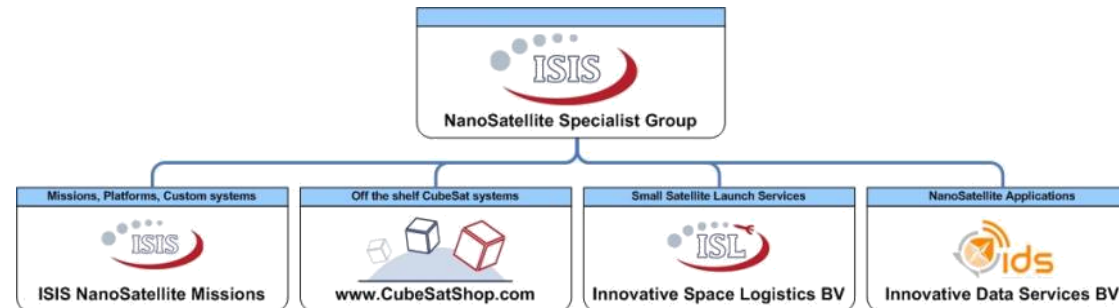 ISIS
NanoSatellite Specialist Group
Missions, Platforms, Custom systems
ISIS
ISIS NanoSatellite Missions
Off the shelf CubeSat systems
www.CubeSatShop.com
Small Satellite Launch Services
ISL
Innovative Space Logistics BV
NanoSatellite Applications
ids
Innovative Data Services BV